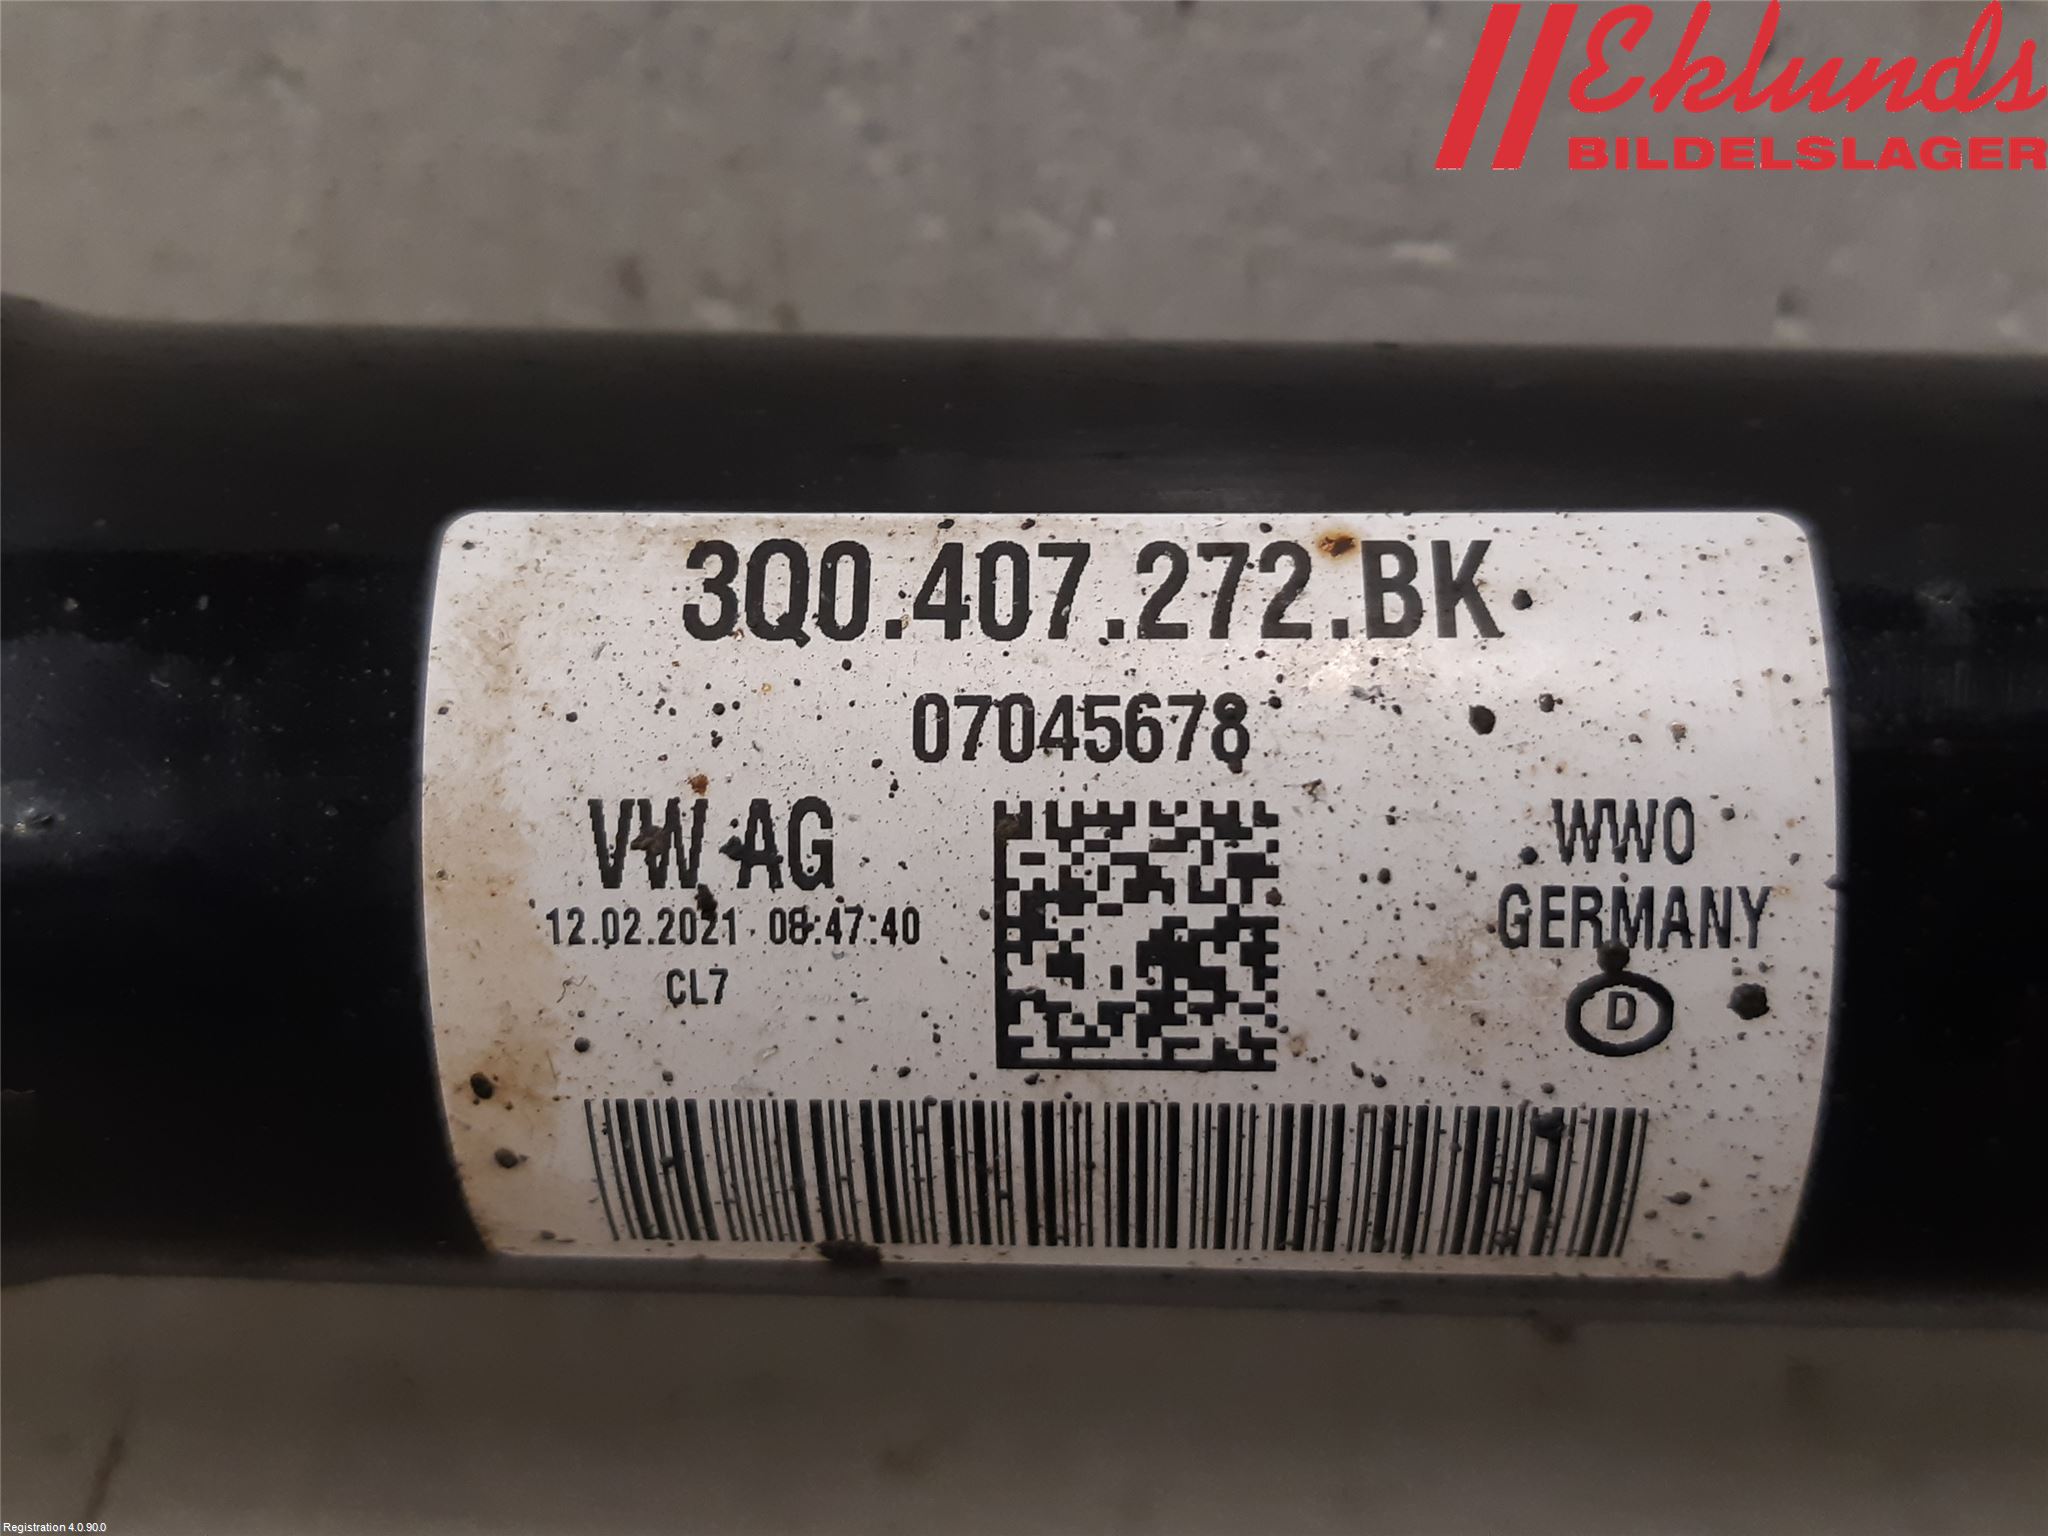 Eklunds
BILDELSLAGER
3Q0.407.272.BK
07045678
VW AG
12.02.2021 08:47:40
CL7
WWO
GERMANY
D
Registration 4.0.90.0